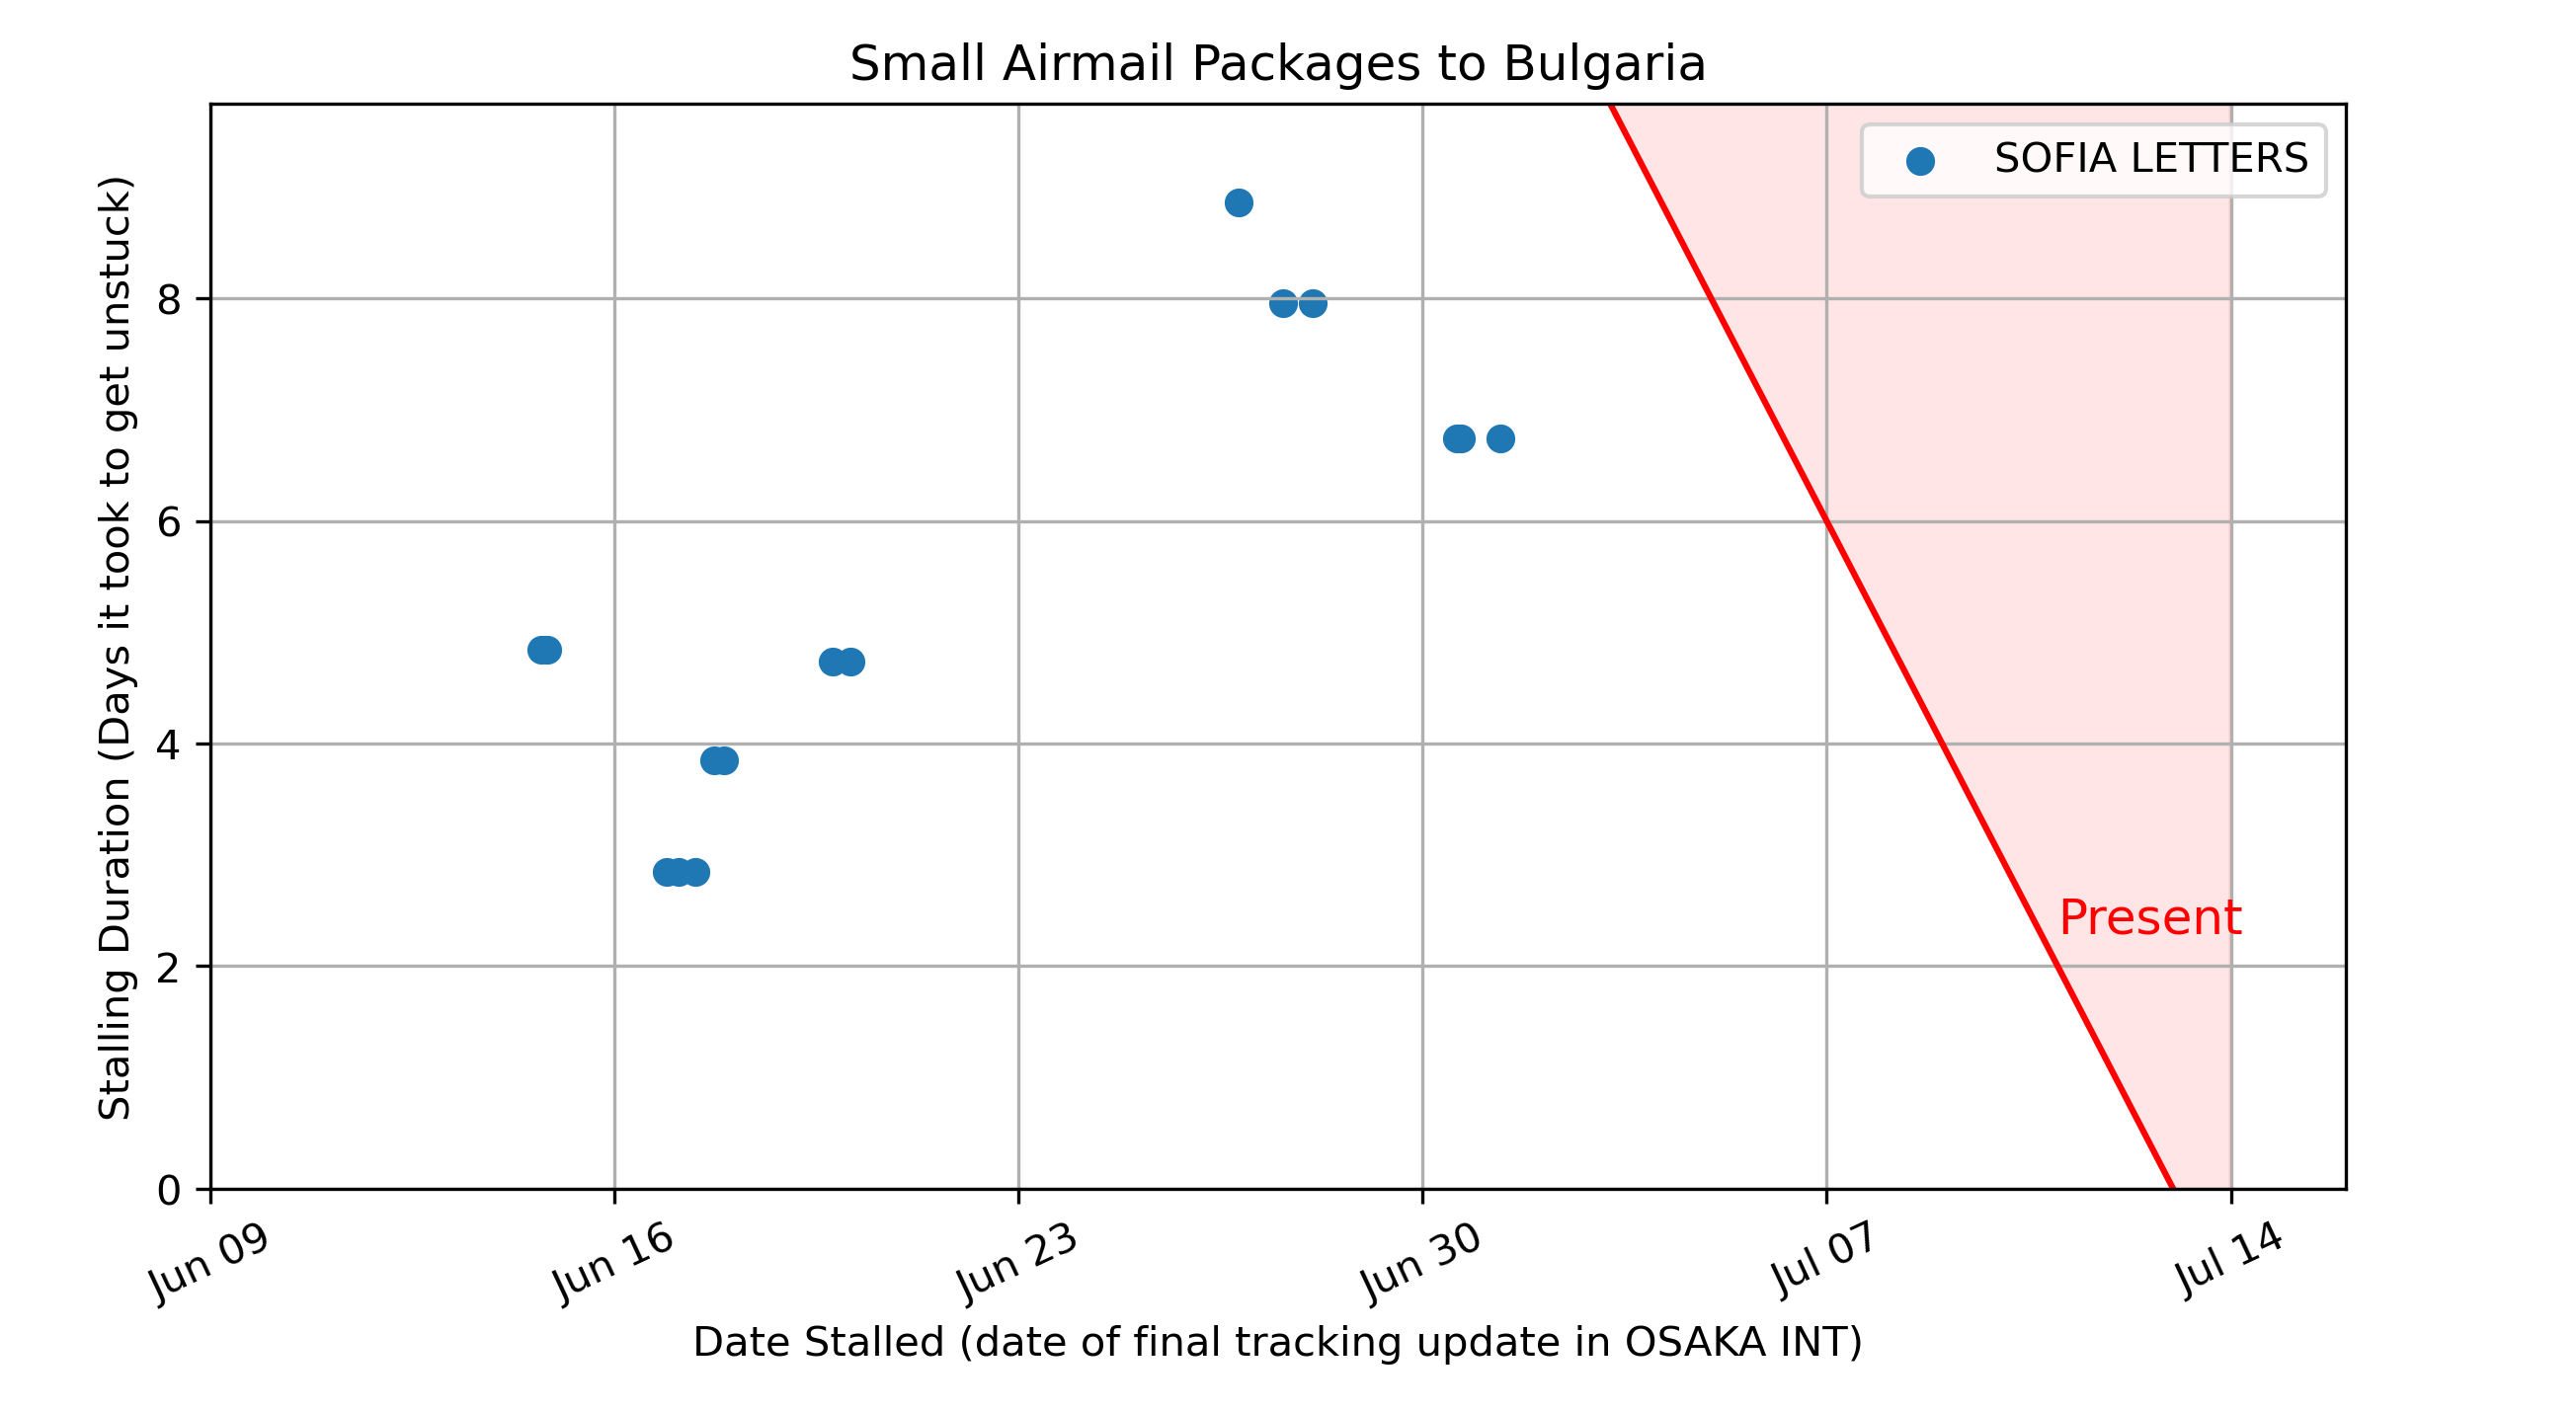 Small Airmail Packages to Bulgaria
SOFIA LETTERS
Stalling Duration (Days it took to get unstuck)
8
6
4
2
0
Present
Jun 09
Jun 16
Jun 23
Jun 30
Jul 07
Jul 14
Date Stalled (date of final tracking update in OSAKA INT)